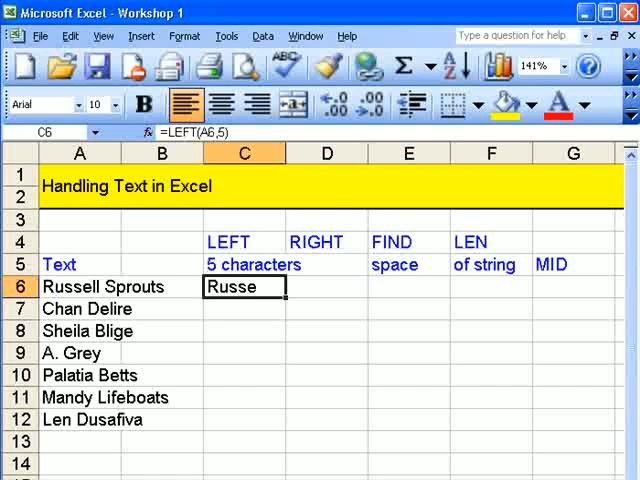 Microsoft Excel - Workshop 1
File Edit View Insert Format Tools Data Window Help Type a question for help
ABC Σ A Z 141%
Arial 10 B a A
C6 fx =LEFT(A6,5)
A B C D E F G
1
2 Handling Text in Excel
3
4 LEFT RIGHT FIND LEN
5 Text 5 characters space of string MID
6 Russell Sprouts Russe
7 Chan Delire
8 Sheila Blige
9 A. Grey
10 Palatia Betts
11 Mandy Lifeboats
12 Len Dusafiva
13
14